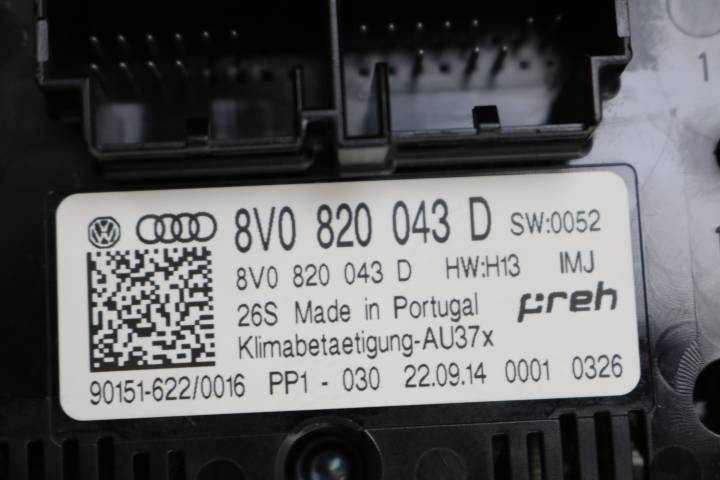 1
8V0 820 043 D SW:0052
8V0 820 043 D HW:H13 IMJ
26S Made in Portugal preh
Klimabetaetigung-AU37x
90151-622/0016 PP1 - 030 22.09.14 0001 0326